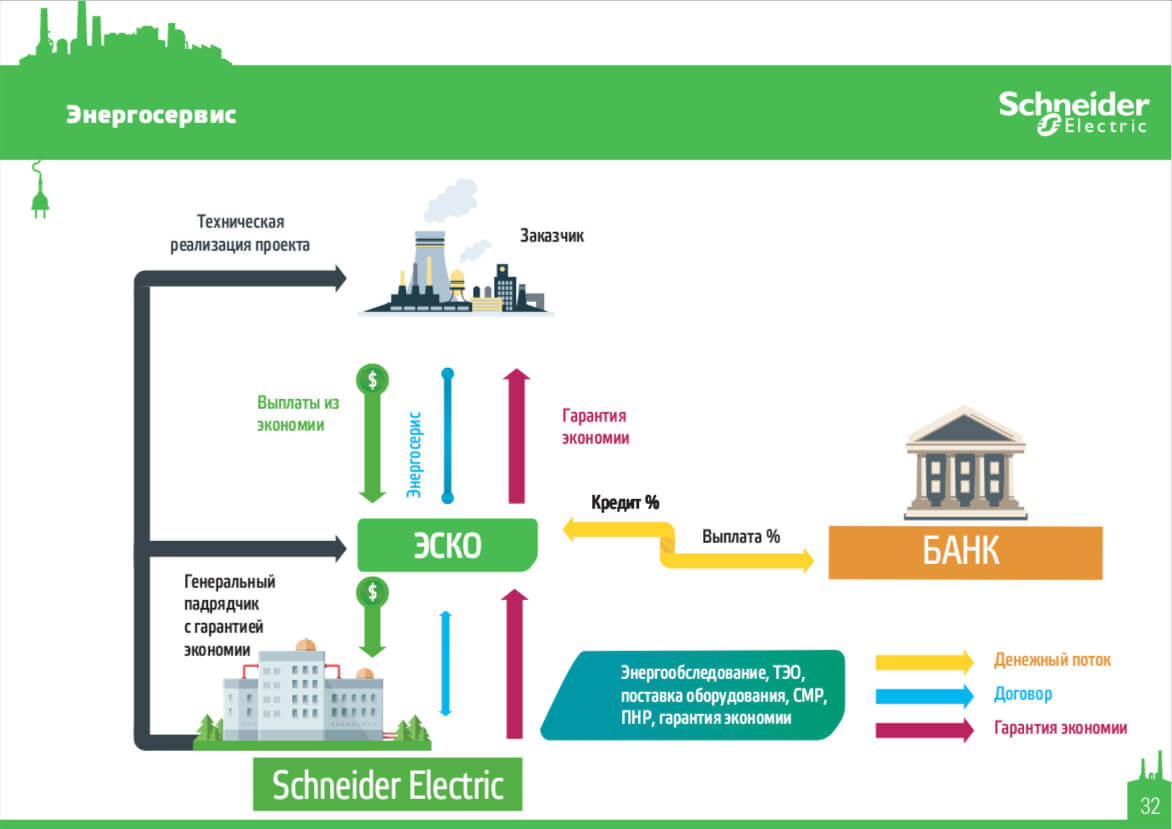 Энергосервис
Schneider
Electric
Техническая
реализация проекта
Заказчик
$
Выплаты из
экономии
Энергосерис
Гарантия
экономии
Кредит %
Выплата %
ЭСКО
БАНК
Генеральный
падрядчик
с гарантией
экономии
$
Энергообследование, ТЭО,
поставка оборудования, СМР,
ПНР, гарантия экономии
Денежный поток
Договор
Гарантия экономии
Schneider Electric
32